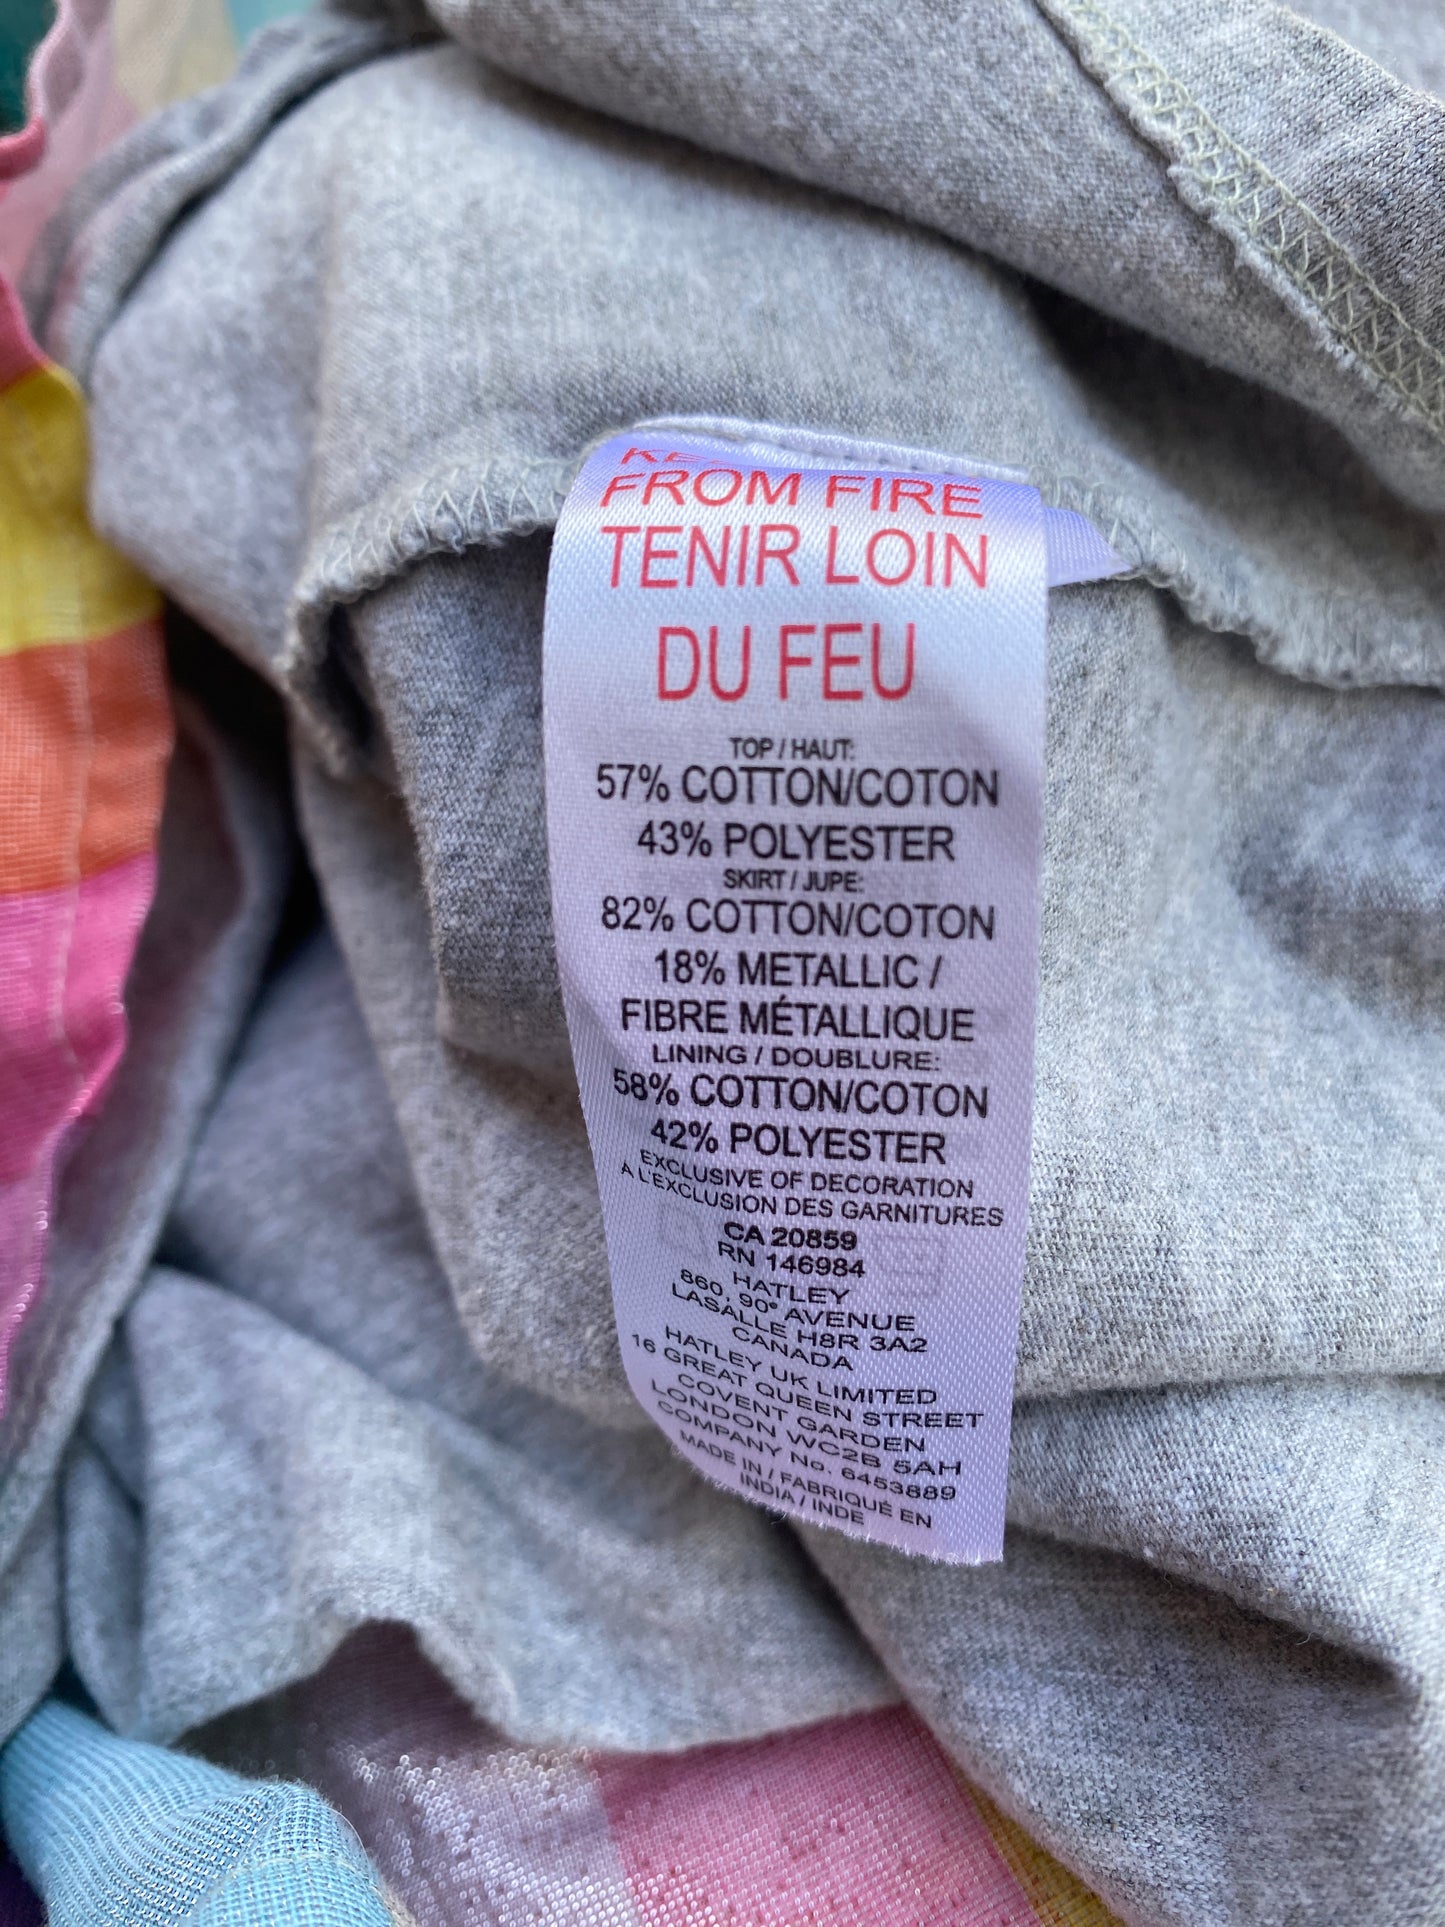 FROM FIRE
TENIR LOIN
DU FEU
TOP / HAUT:
57% COTTON/COTON
43% POLYESTER
SKIRT / JUPE:
82% COTTON/COTON
18% METALLIC /
FIBRE MÉTALLIQUE
LINING / DOUBLURE:
58% COTTON/COTON
42% POLYESTER
EXCLUSIVE OF DECORATION
A L'EXCLUSION DES GARNITURES
CA 20859
RN 146984
HATLEY
860, 90e AVENUE
LASALLE H8R 3A2
CANADA
HATLEY UK LIMITED
16 GREAT QUEEN STREET
COVENT GARDEN
LONDON WC2B 5AH
COMPANY No. 6453889
MADE IN / FABRIQUÉ EN
INDIA / INDE